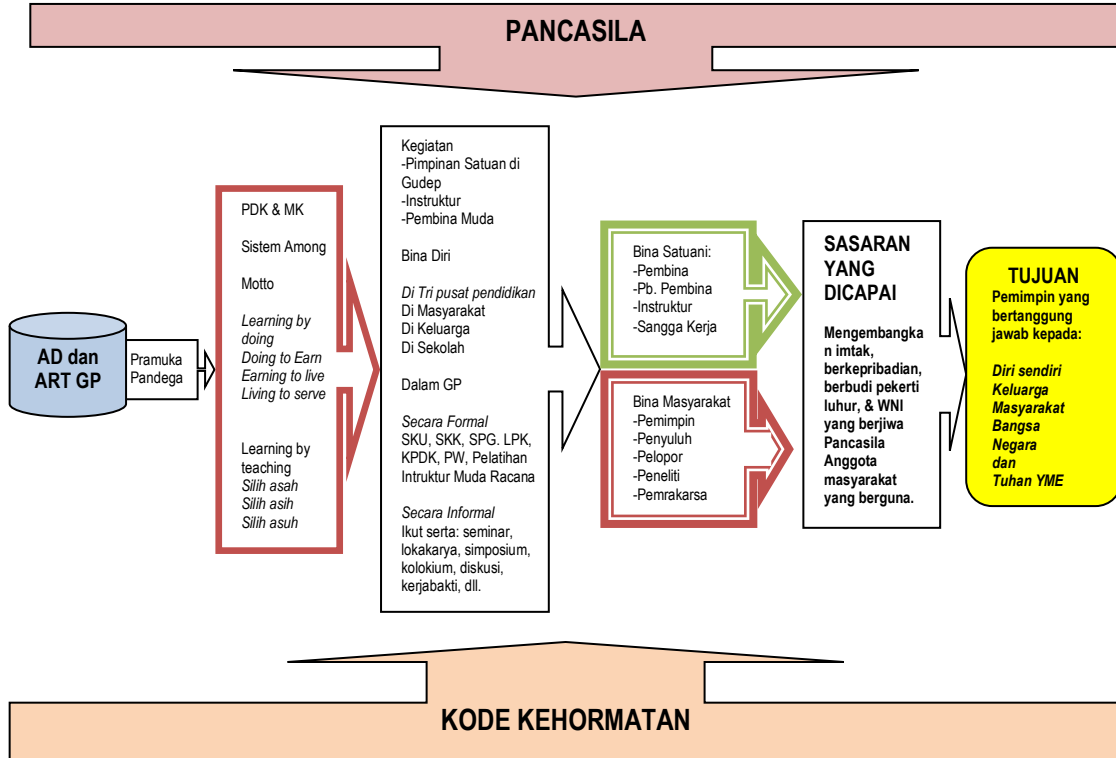 PANCASILA
AD dan
ART GP
Pramuka
Pandega
PDK & MK
Sistem Among
Motto
Learning by
doing
Doing to Earn
Earning to live
Living to serve
Learning by
teaching
Silih asah
Silih asih
Silih asuh
Kegiatan
-Pimpinan Satuan di
Gudep
-Instruktur
-Pembina Muda
Bina Diri
Di Tri pusat pendidikan
Di Masyarakat
Di Keluarga
Di Sekolah
Dalam GP
Secara Formal
SKU, SKK, SPG. LPK,
KPDK, PW, Pelatihan
Intruktur Muda Racana
Secara Informal
Ikut serta: seminar,
lokakarya, simposium,
kolokium, diskusi,
kerjabakti, dll.
Bina Satuani:
-Pembina
-Pb. Pembina
-Instruktur
-Sangga Kerja
Bina Masyarakat
-Pemimpin
-Penyuluh
-Pelopor
-Peneliti
-Pemrakarsa
SASARAN
YANG
DICAPAI
Mengembangka
n imtak,
berkepribadian,
berbudi pekerti
luhur, & WNI
yang berjiwa
Pancasila
Anggota
masyarakat
yang berguna.
TUJUAN
Pemimpin yang
bertanggung
jawab kepada:
Diri sendiri
Keluarga
Masyarakat
Bangsa
Negara
dan
Tuhan YME
KODE KEHORMATAN